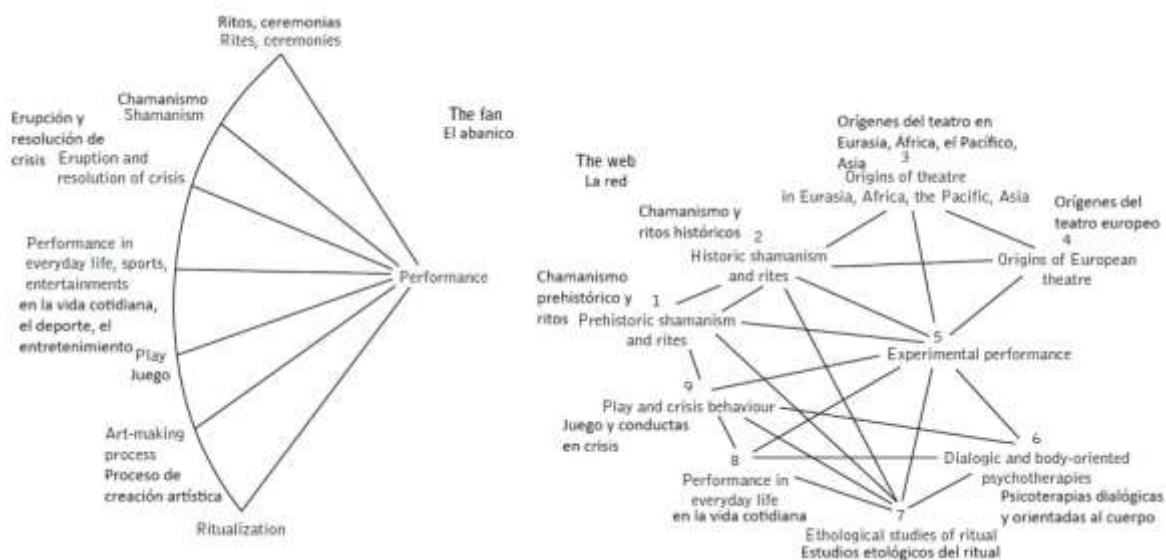 Ritos, ceremonias
Rites, ceremonies
Chamanismo
Shamanism
Erupción y
resolución de
crisis
Eruption and
resolution of crisis
Performance in
everyday life, sports,
entertainments
en la vida cotidiana,
el deporte, el
entretenimiento
Play
Juego
Art-making
process
Proceso de
creación artística
Ritualization
Performance
The fan
El abanico
The web
La red
Orígenes del teatro en
Eurasia, África, el Pacífico,
Asia
3
Origins of theatre
in Eurasia, Africa, the Pacific, Asia
Orígenes del
teatro europeo
4
Origins of European
theatre
Chamanismo y
ritos históricos
2
Historic shamanism
and rites
Chamanismo
prehistórico y
ritos
1
Prehistoric shamanism
and rites
5
Experimental performance
9
Play and crisis behaviour
Juego y conductas
en crisis
6
Dialogic and body-oriented
psychotherapies
Psicoterapias dialógicas
y orientadas al cuerpo
8
Performance in
everyday life
en la vida cotidiana
7
Ethological studies of ritual
Estudios etológicos del ritual